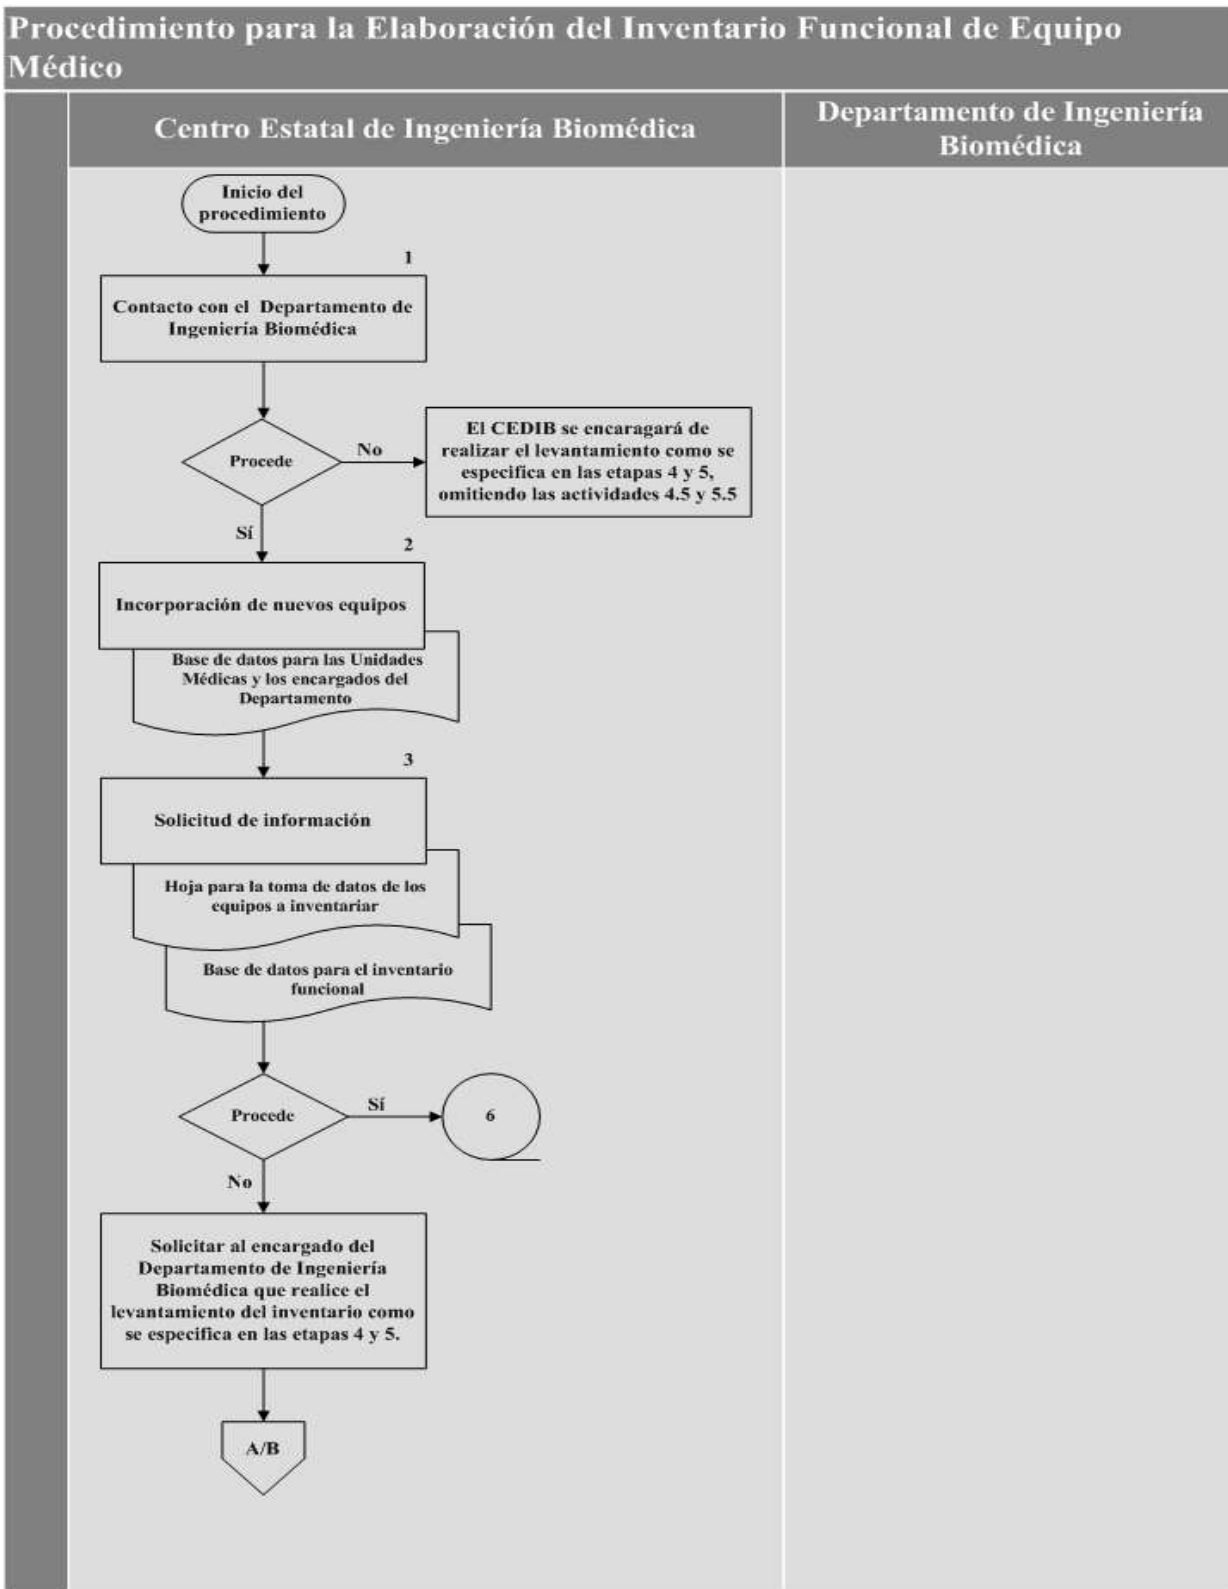 Procedimiento para la Elaboración del Inventario Funcional de Equipo
Médico
Centro Estatal de Ingeniería Biomédica
Departamento de Ingeniería
Biomédica
Inicio del
procedimiento
1
Contacto con el Departamento de
Ingeniería Biomédica
Procede
No
El CEDIB se encaragará de
realizar el levantamiento como se
especifica en las etapas 4 y 5,
omitiendo las actividades 4.5 y 5.5
Sí
2
Incorporación de nuevos equipos
Base de datos para las Unidades
Médicas y los encargados del
Departamento
3
Solicitud de información
Hoja para la toma de datos de los
equipos a inventariar
Base de datos para el inventario
funcional
Procede
Sí
6
No
Solicitar al encargado del
Departamento de Ingeniería
Biomédica que realice el
levantamiento del inventario como
se especifica en las etapas 4 y 5.
A/B